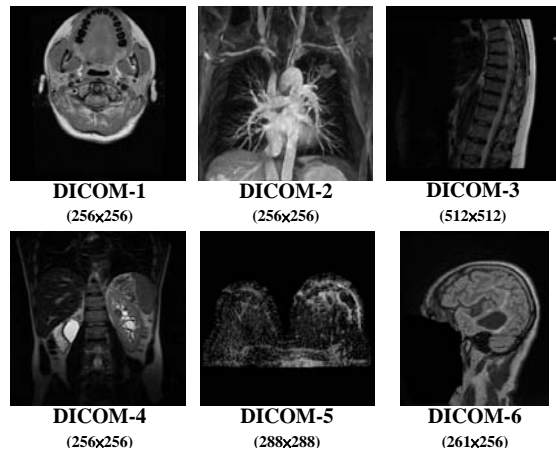 DICOM-1 DICOM-2 DICOM-3
(256x256) (256x256) (512x512)
DICOM-4 DICOM-5 DICOM-6
(256x256) (288x288) (261x256)